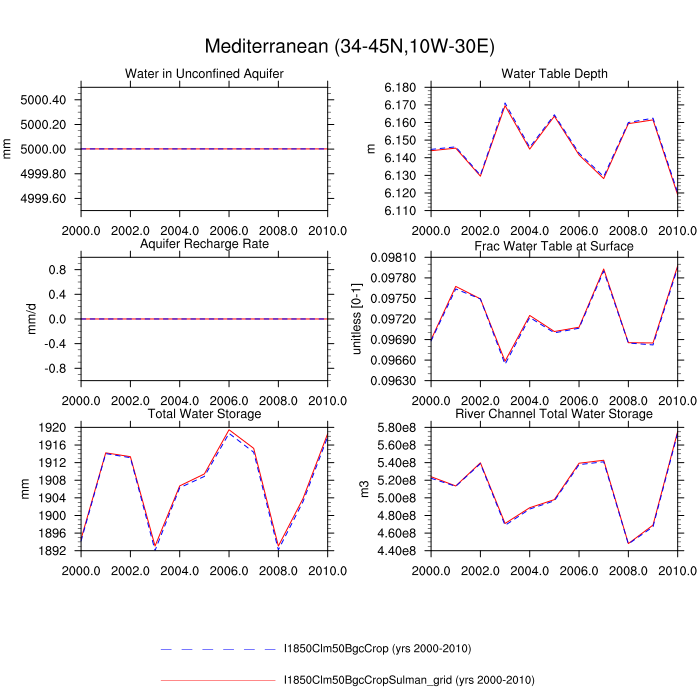 Mediterranean (34-45N,10W-30E)
Water in Unconfined Aquifer
mm
5000.40
5000.20
5000.00
4999.80
4999.60
2000.0 2002.0 2004.0 2006.0 2008.0 2010.0
Water Table Depth
m
6.180
6.170
6.160
6.150
6.140
6.130
6.120
6.110
2000.0 2002.0 2004.0 2006.0 2008.0 2010.0
Aquifer Recharge Rate
mm/d
0.8
0.4
0.0
-0.4
-0.8
2000.0 2002.0 2004.0 2006.0 2008.0 2010.0
Frac Water Table at Surface
unitless [0-1]
0.09810
0.09780
0.09750
0.09720
0.09690
0.09660
0.09630
2000.0 2002.0 2004.0 2006.0 2008.0 2010.0
Total Water Storage
mm
1920
1916
1912
1908
1904
1900
1896
1892
2000.0 2002.0 2004.0 2006.0 2008.0 2010.0
River Channel Total Water Storage
m3
5.80e8
5.60e8
5.40e8
5.20e8
5.00e8
4.80e8
4.60e8
4.40e8
2000.0 2002.0 2004.0 2006.0 2008.0 2010.0
I1850Clm50BgcCrop (yrs 2000-2010)
I1850Clm50BgcCropSulman_grid (yrs 2000-2010)